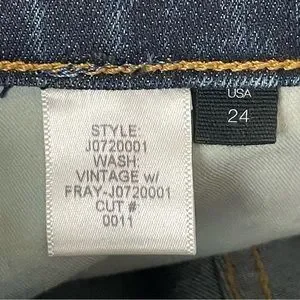 STYLE:
J0720001
WASH:
VINTAGE w/
FRAY-J0720001
CUT #
0011
USA
24